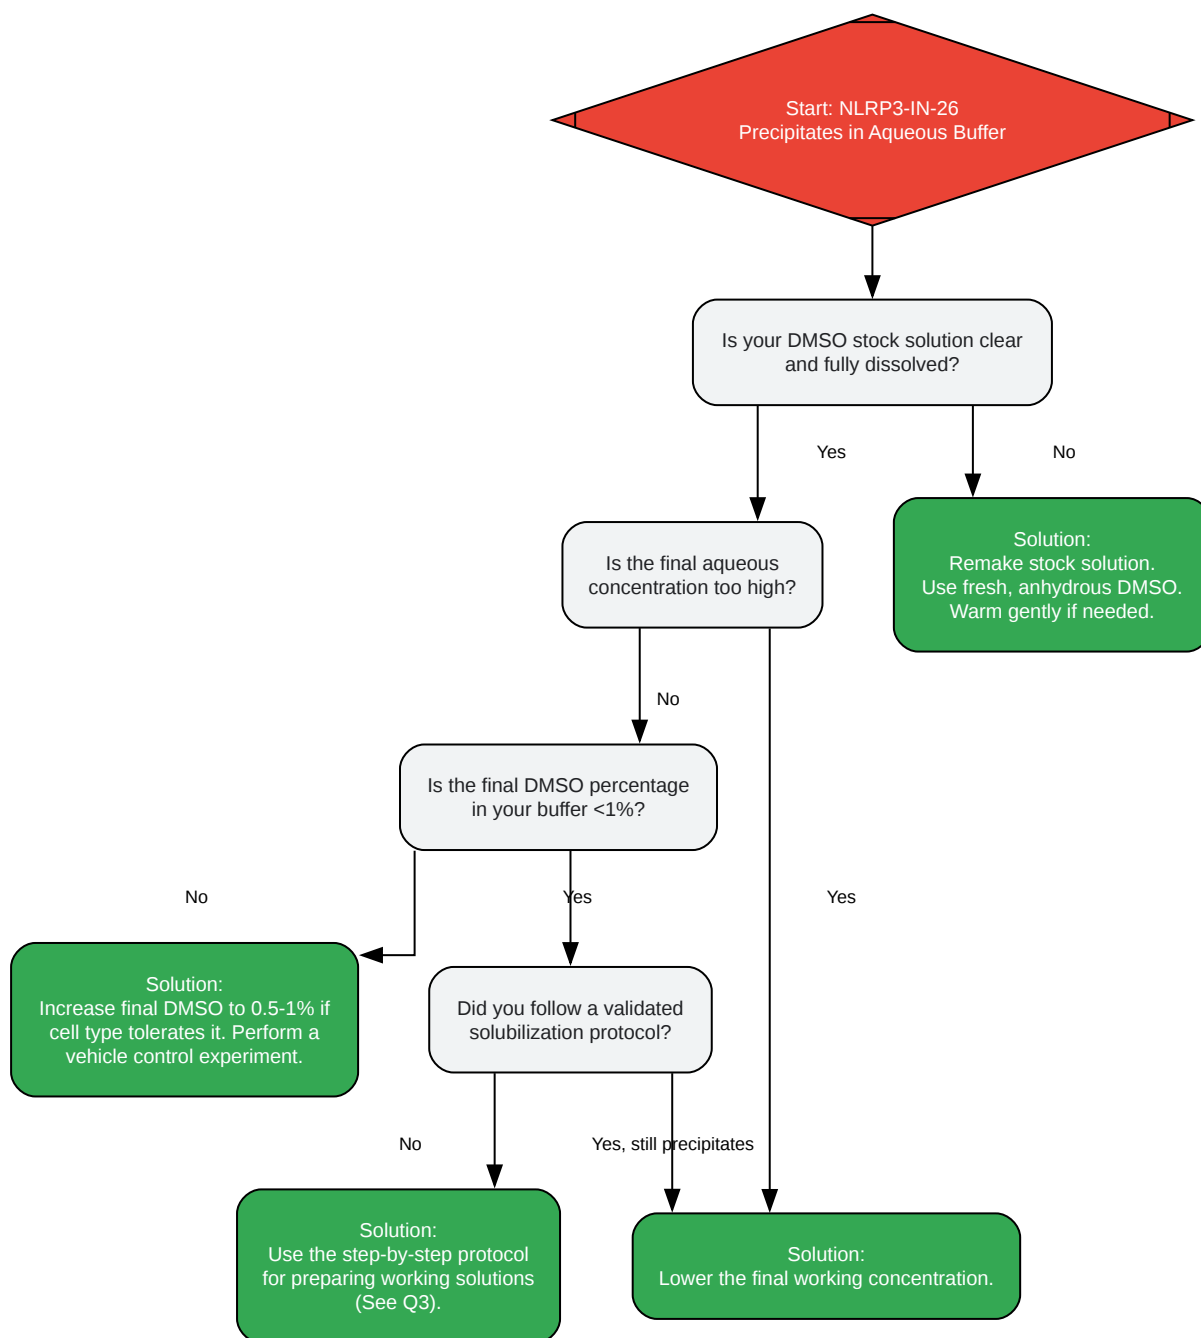 Start: NLRP3-IN-26
Precipitates in Aqueous Buffer
Is your DMSO stock solution clear
and fully dissolved?
Yes
No
Is the final aqueous
concentration too high?
Solution:
Remake stock solution.
Use fresh, anhydrous DMSO.
Warm gently if needed.
No
Is the final DMSO percentage
in your buffer <1%?
No
Yes
Yes
Solution:
Increase final DMSO to 0.5-1% if
cell type tolerates it. Perform a
vehicle control experiment.
Did you follow a validated
solubilization protocol?
No
Yes, still precipitates
Solution:
Use the step-by-step protocol
for preparing working solutions
(See Q3).
Solution:
Lower the final working concentration.